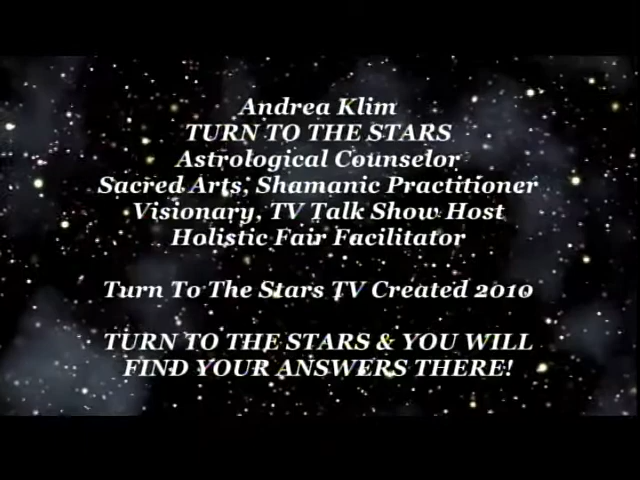 Andrea Klim
TURN TO THE STARS
Astrological Counselor
Sacred Arts, Shamanic Practitioner
Visionary, TV Talk Show Host
Holistic Fair Facilitator
Turn To The Stars TV Created 2010
TURN TO THE STARS & YOU WILL
FIND YOUR ANSWERS THERE!